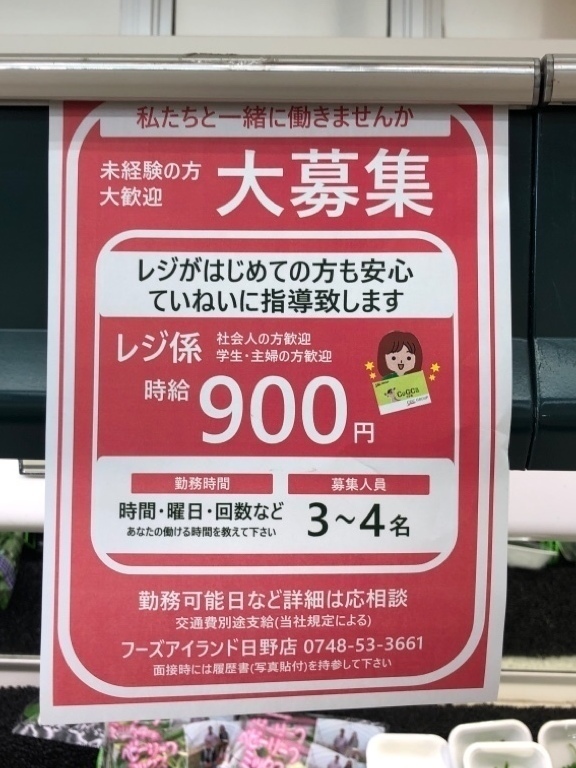 私たちと一緒に働きませんか
未経験の方
大歓迎
大募集
レジがはじめての方も安心
ていねいに指導致します
レジ係
社会人の方歓迎
学生・主婦の方歓迎
時給 900円
CoGCa
勤務時間
時間・曜日・回数など
あなたの働ける時間を教えて下さい
募集人員
3~4名
勤務可能日など詳細は応相談
交通費別途支給(当社規定による)
フーズアイランド日野店 0748-53-3661
面接時には履歴書(写真貼付)を持参して下さい